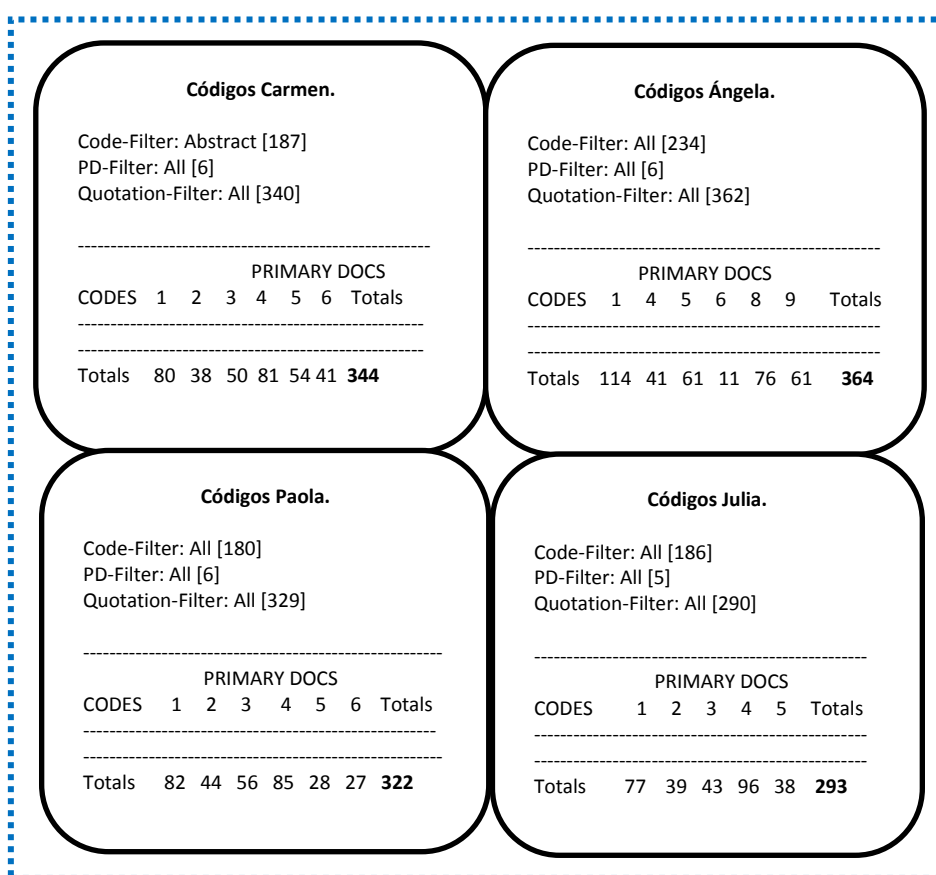 Códigos Carmen.
Code-Filter: Abstract [187]
PD-Filter: All [6]
Quotation-Filter: All [340]
------------------------------------------------------
PRIMARY DOCS
CODES 1 2 3 4 5 6 Totals
-----------------------------------------------------
-----------------------------------------------------
Totals 80 38 50 81 54 41 344
Códigos Ángela.
Code-Filter: All [234]
PD-Filter: All [6]
Quotation-Filter: All [362]
------------------------------------------------------
PRIMARY DOCS
CODES 1 4 5 6 8 9 Totals
------------------------------------------------------
------------------------------------------------------
Totals 114 41 61 11 76 61 364
Códigos Paola.
Code-Filter: All [180]
PD-Filter: All [6]
Quotation-Filter: All [329]
-------------------------------------------------------
PRIMARY DOCS
CODES 1 2 3 4 5 6 Totals
------------------------------------------------------
-------------------------------------------------------
Totals 82 44 56 85 28 27 322
Códigos Julia.
Code-Filter: All [186]
PD-Filter: All [5]
Quotation-Filter: All [290]
---------------------------------------------------
PRIMARY DOCS
CODES 1 2 3 4 5 Totals
---------------------------------------------------
---------------------------------------------------
Totals 77 39 43 96 38 293